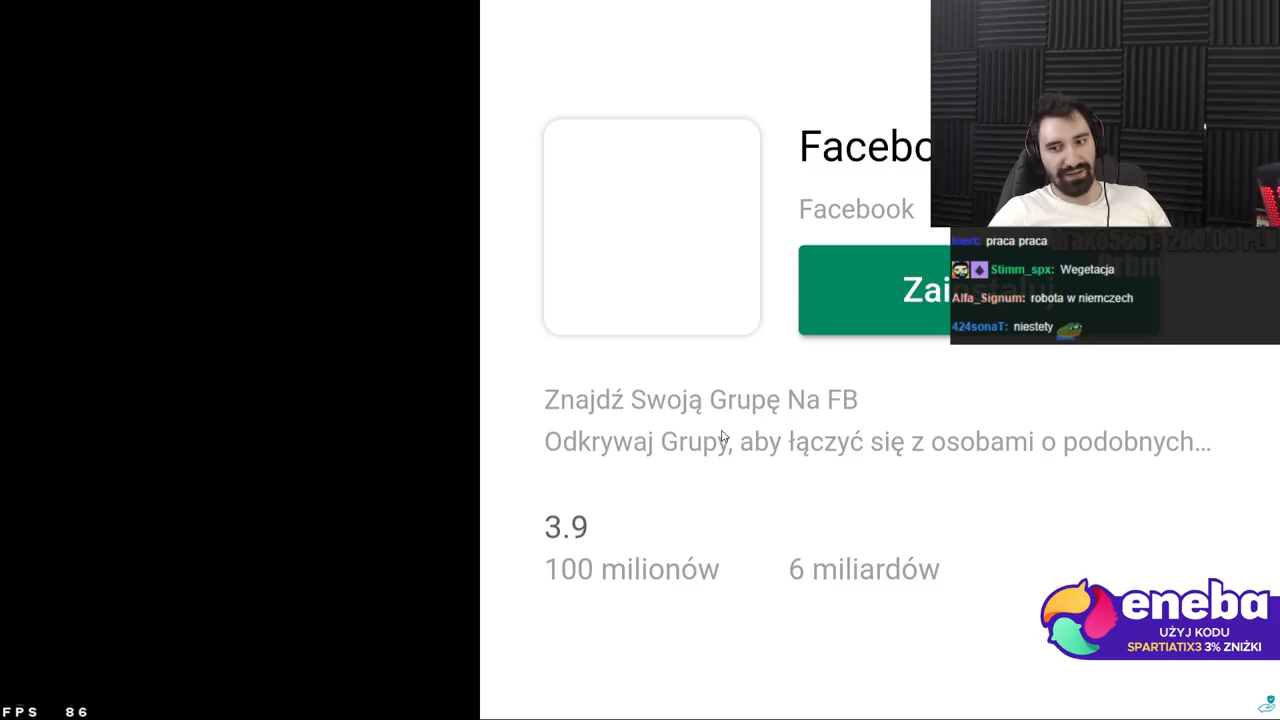 Facebo
Facebook
Zai
Inert: praca praca
Stimm_spx: Wegetacja
Alfa_Signum: robota w niemczech
424sonaT: niestety
Znajdź Swoją Grupę Na FB
Odkrywaj Grupy, aby łączyć się z osobami o podobnych...
3.9
100 milionów
6 miliardów
eneba
UŻYJ KODU
SPARTIATIX3 3% ZNIŻKI
FPS 86